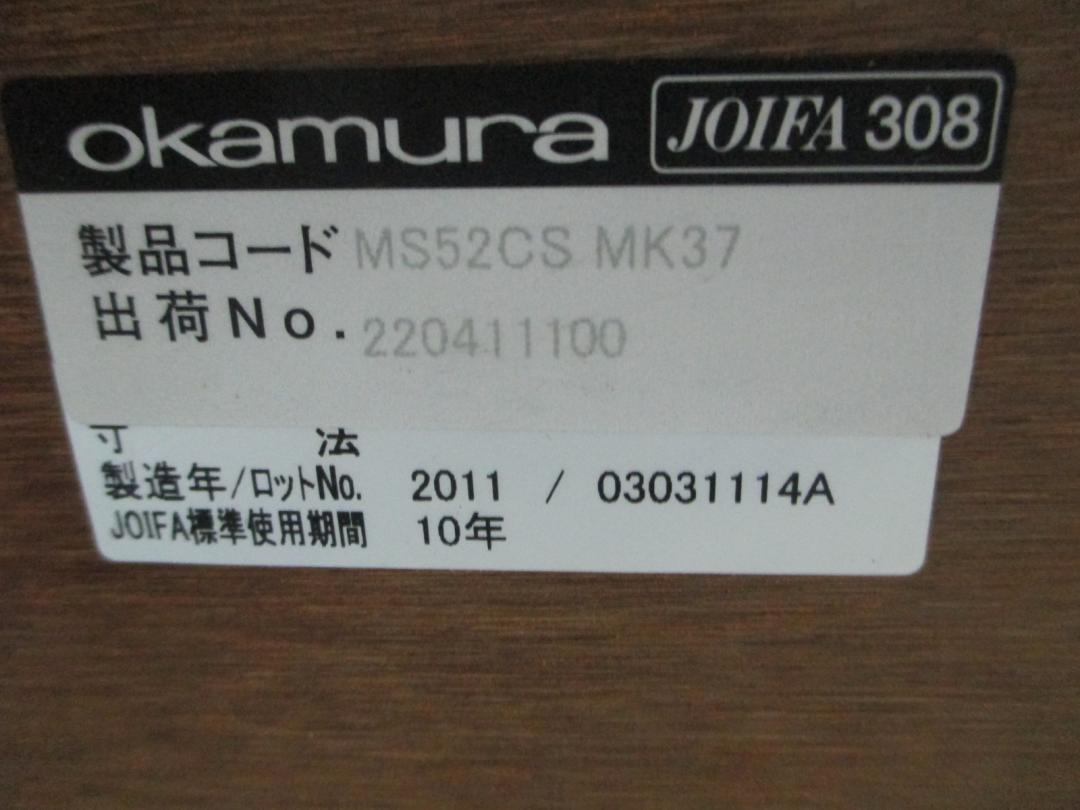 okamura JOIFA 308
製品コード MS52CS MK37
出荷No. 220411100
寸 法
製造年/ロットNo. 2011 / 03031114A
JOIFA標準使用期間 10年